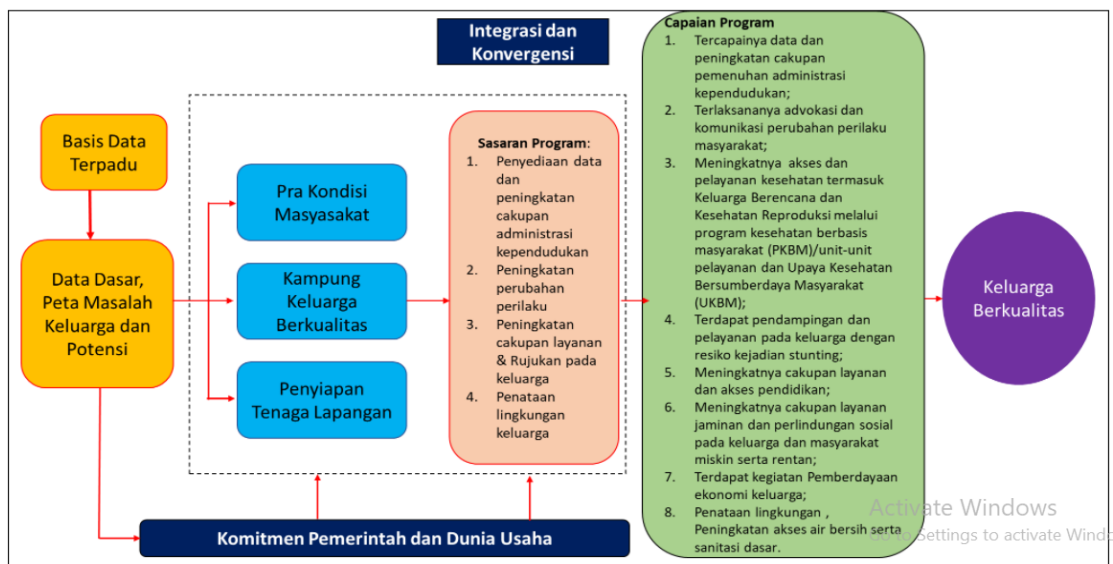 Integrasi dan
Konvergensi
Basis Data
Terpadu
Data Dasar,
Peta Masalah
Keluarga dan
Potensi
Pra Kondisi
Masyasakat
Kampung
Keluarga
Berkualitas
Penyiapan
Tenaga Lapangan
Sasaran Program:
1. Penyediaan data
dan
peningkatan
cakupan
administrasi
kependudukan
2. Peningkatan
perubahan
perilaku
3. Peningkatan
cakupan layanan
& Rujukan pada
keluarga
4. Penataan
lingkungan
keluarga
Capaian Program
1. Tercapainya data dan
peningkatan cakupan
pemenuhan administrasi
kependudukan;
2. Terlaksananya advokasi dan
komunikasi perubahan perilaku
masyarakat;
3. Meningkatnya akses dan
pelayanan kesehatan termasuk
Keluarga Berencana dan
Kesehatan Reproduksi melalui
program kesehatan berbasis
masyarakat (PKBM)/unit-unit
pelayanan dan Upaya Kesehatan
Bersumberdaya Masyarakat
(UKBM);
4. Terdapat pendampingan dan
pelayanan pada keluarga dengan
resiko kejadian stunting;
5. Meningkatnya cakupan layanan
dan akses pendidikan;
6. Meningkatnya cakupan layanan
jaminan dan perlindungan sosial
pada keluarga dan masyarakat
miskin serta rentan;
7. Terdapat kegiatan Pemberdayaan
ekonomi keluarga;
8. Penataan lingkungan ,
Peningkatan akses air bersih serta
sanitasi dasar.
Keluarga
Berkualitas
Komitmen Pemerintah dan Dunia Usaha
Activate Windows
Go to Settings to activate Wind